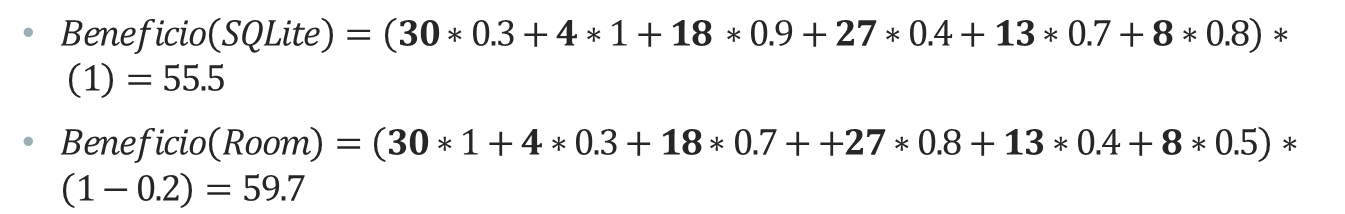 • Beneficio(SQLite) = (30 * 0.3 + 4 * 1 + 18 * 0.9 + 27 * 0.4 + 13 * 0.7 + 8 * 0.8) *
(1) = 55.5
• Beneficio(Room) = (30 * 1 + 4 * 0.3 + 18 * 0.7 + +27 * 0.8 + 13 * 0.4 + 8 * 0.5) *
(1 − 0.2) = 59.7